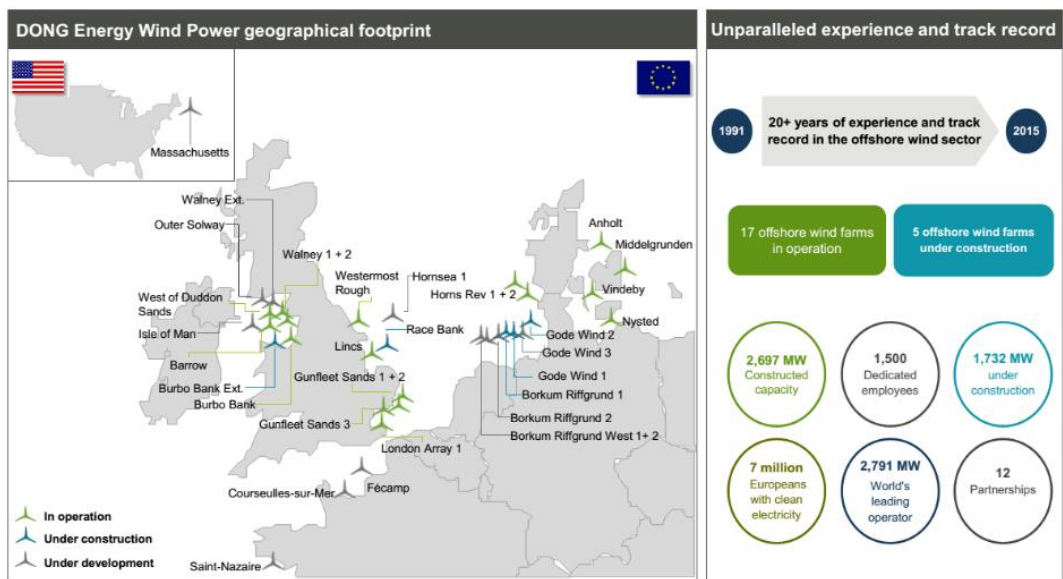 DONG Energy Wind Power geographical footprint
Massachusetts
Walney Ext.
Outer Solway
Walney 1 + 2
Westermost
Rough
Hornsea 1
West of Duddon
Sands
Isle of Man
Race Bank
Lincs
Barrow
Gunfleet Sands 1 + 2
Burbo Bank Ext.
Burbo Bank
Gunfleet Sands 3
London Array 1
Fécamp
Courseulles-sur-Mer
Saint-Nazaire
Anholt
Middelgrunden
Horns Rev 1 + 2
Vindeby
Nysted
Gode Wind 2
Gode Wind 3
Gode Wind 1
Borkum Riffgrund 1
Borkum Riffgrund 2
Borkum Riffgrund West 1+ 2
In operation
Under construction
Under development
Unparalleled experience and track record
1991
20+ years of experience and track
record in the offshore wind sector
2015
17 offshore wind farms
in operation
5 offshore wind farms
under construction
2,697 MW
Constructed
capacity
1,500
Dedicated
employees
1,732 MW
under
construction
7 million
Europeans
with clean
electricity
2,791 MW
World's
leading
operator
12
Partnerships